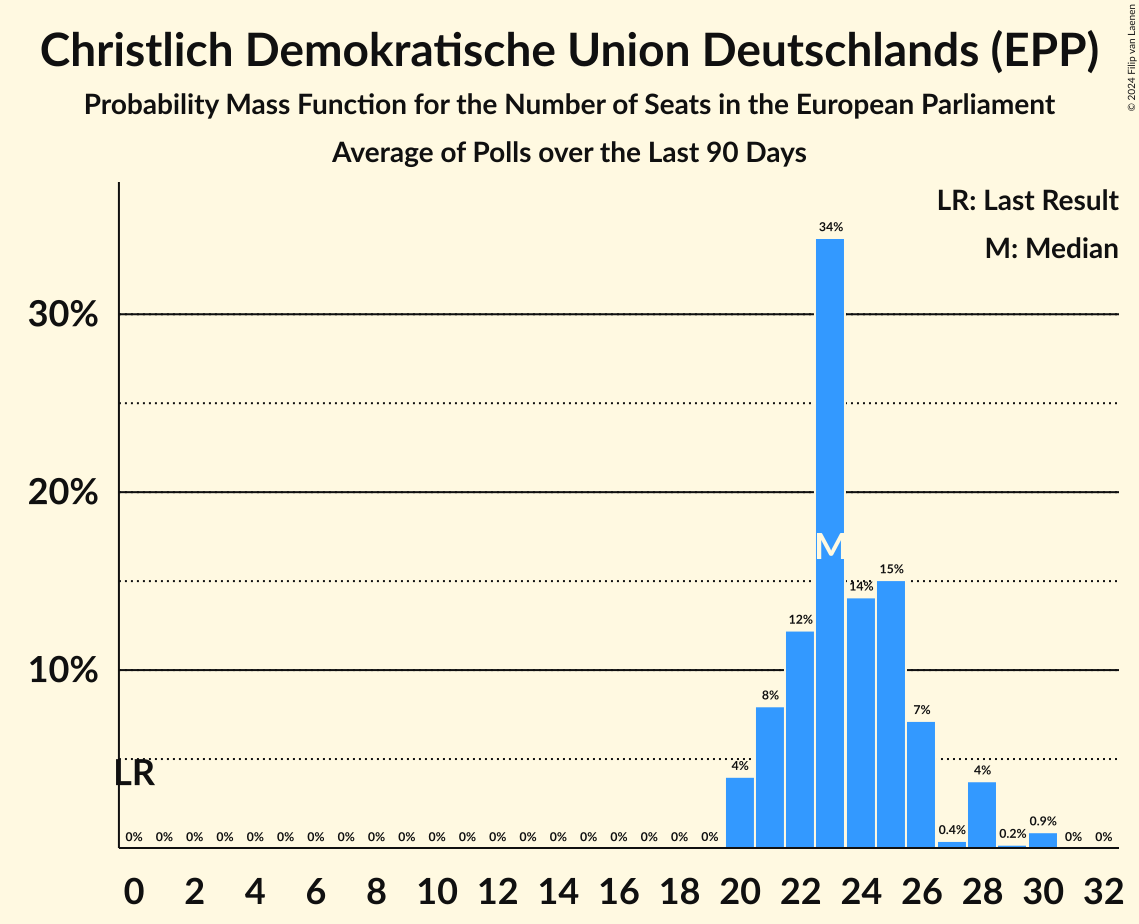 Christlich Demokratische Union Deutschlands (EPP)
Probability Mass Function for the Number of Seats in the European Parliament
Average of Polls over the Last 90 Days
© 2024 Filip van Laenen
LR: Last Result
M: Median
34%
30%
20%
M
15%
14%
12%
10%
8%
7%
LR
4% 4%
0.9%
0.4% 0.2%
0% 0% 0% 0% 0% 0% 0% 0% 0% 0% 0% 0% 0% 0% 0% 0% 0% 0% 0% 0% 0% 0%
0 2 4 6 8 10 12 14 16 18 20 22 24 26 28 30 32